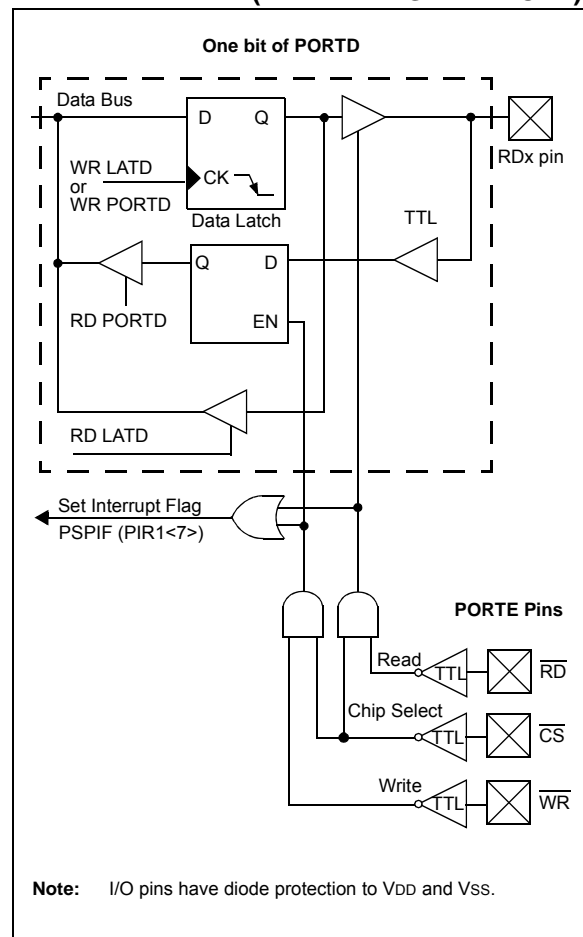 One bit of PORTD
Data Bus
D Q
RDx pin
WR LATD
or
WR PORTD
CK
Data Latch
TTL
Q D
EN
RD PORTD
RD LATD
Set Interrupt Flag
PSPIF (PIR1<7>)
PORTE Pins
Read
TTL
RD
Chip Select
TTL
CS
Write
TTL
WR
Note: I/O pins have diode protection to VDD and VSS.